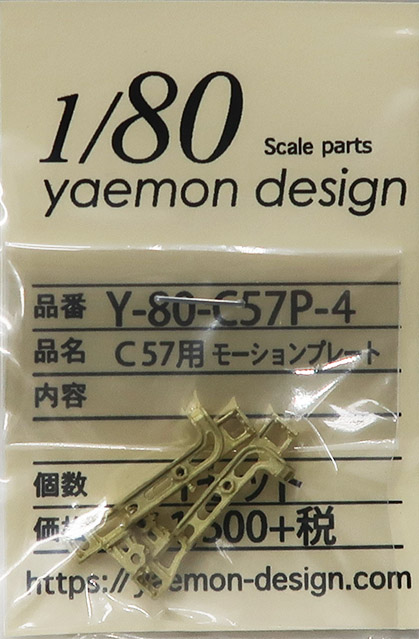 1/80 Scale parts
yaemon design
品番 Y-80-C57P-4
品名 C57用 モーションプレート
内容
個数
500+税
https://yaemon-design.com